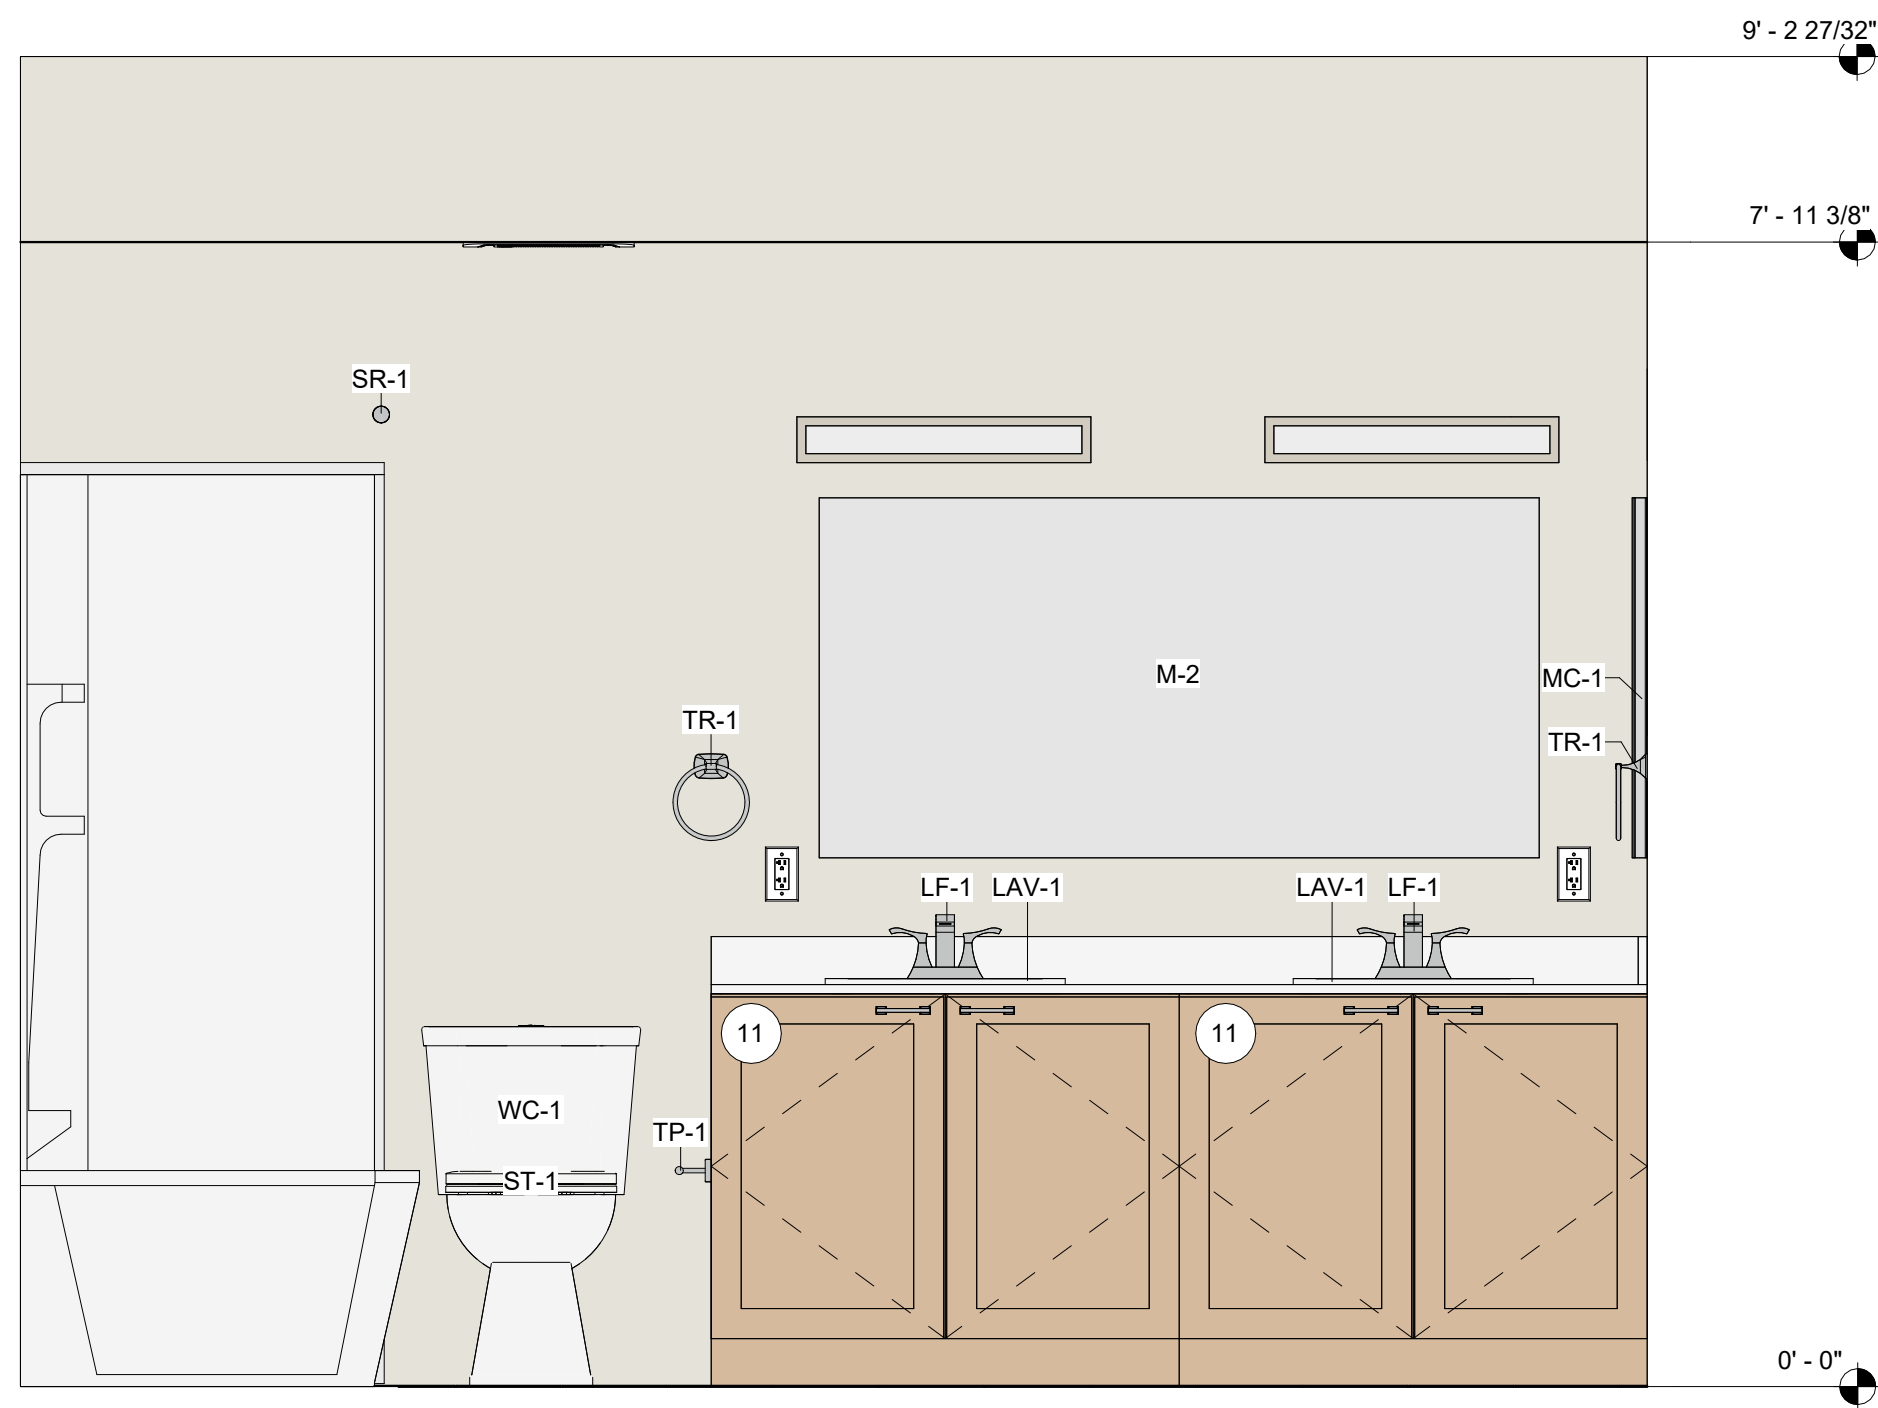 9' - 2 27/32"
7' - 11 3/8"
SR-1
M-2
MC-1
TR-1
TR-1
LF-1
LAV-1
LAV-1
LF-1
11
11
WC-1
TP-1
ST-1
0' - 0"